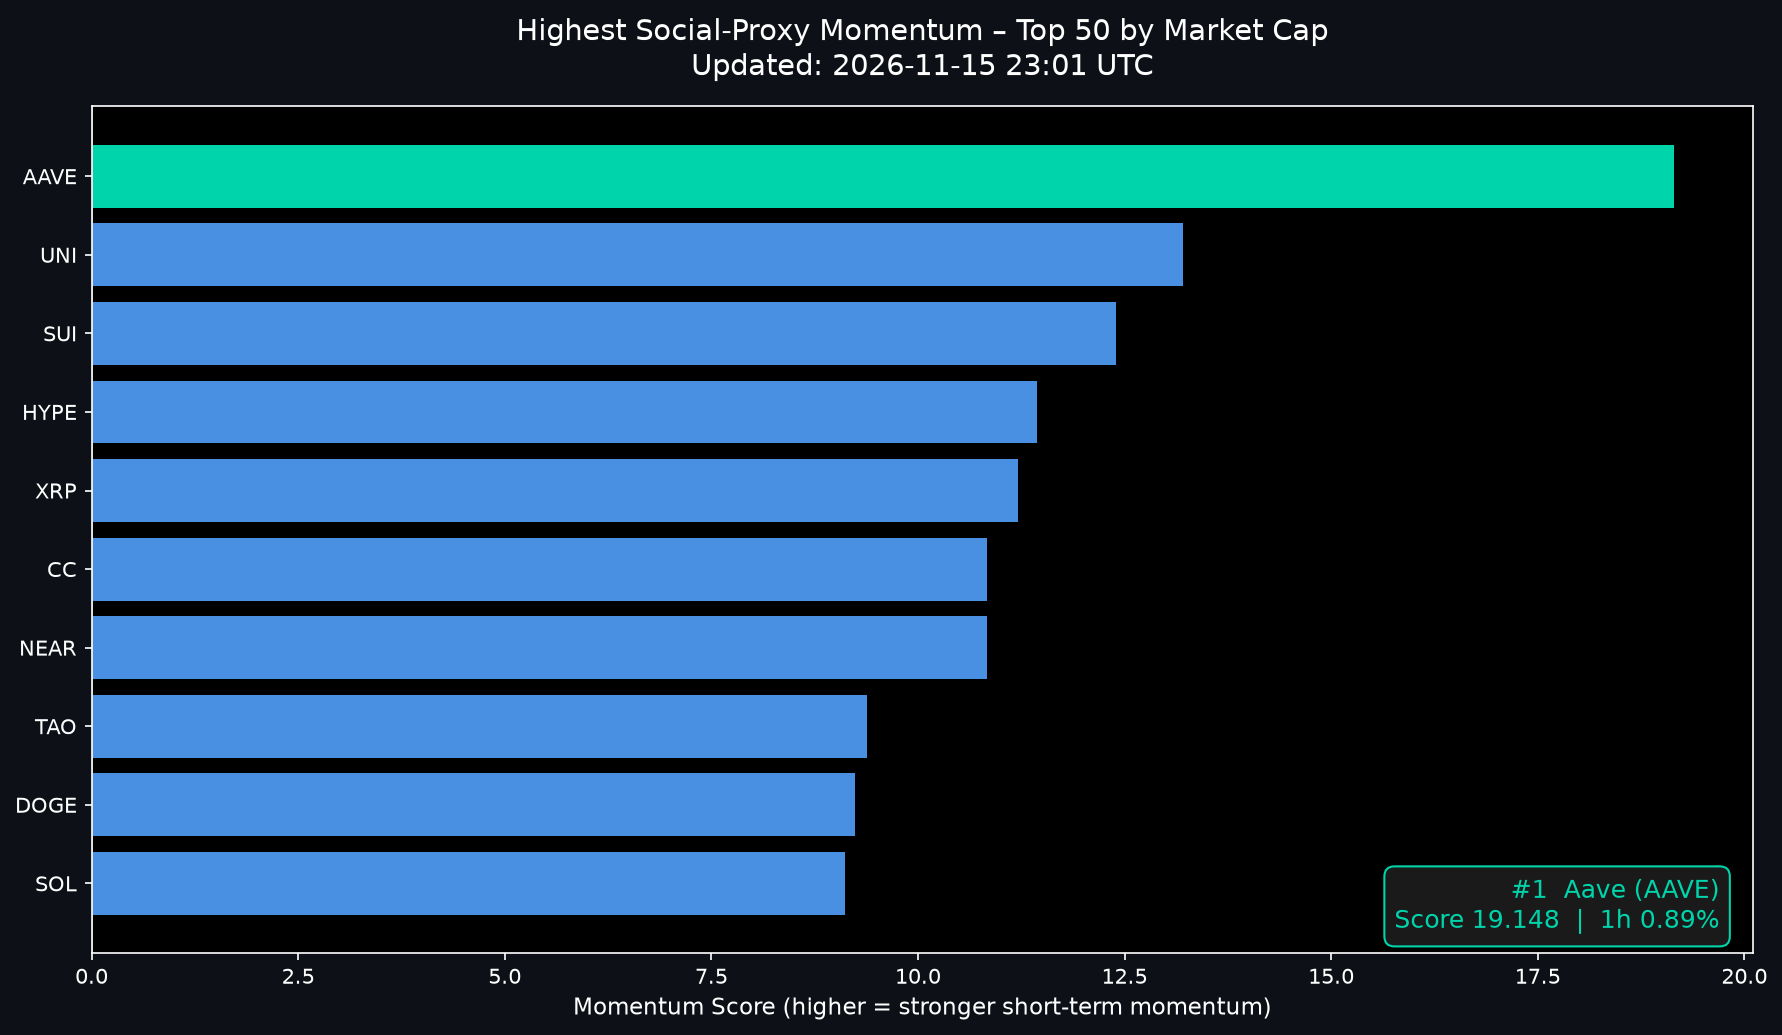 Highest Social-Proxy Momentum – Top 50 by Market Cap
Updated: 2026-11-15 23:01 UTC
AAVE
UNI
SUI
HYPE
XRP
CC
NEAR
TAO
DOGE
SOL
#1  Aave (AAVE)
Score 19.148  |  1h 0.89%
0.0 2.5 5.0 7.5 10.0 12.5 15.0 17.5 20.0
Momentum Score (higher = stronger short-term momentum)